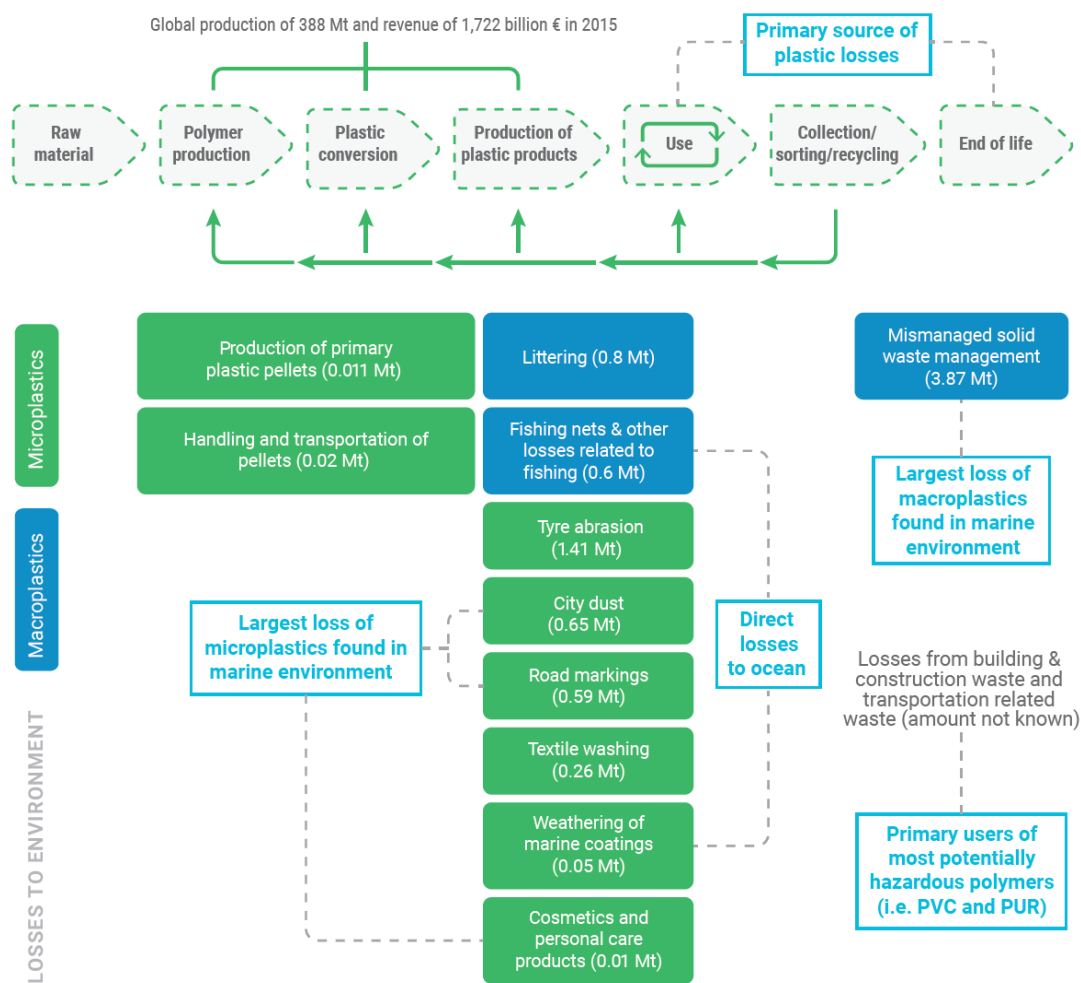 Global production of 388 Mt and revenue of 1,722 billion € in 2015
Primary source of
plastic losses
Raw
material
Polymer
production
Plastic
conversion
Production of
plastic products
Use
Collection/
sorting/recycling
End of life
Microplastics
Macroplastics
LOSSES TO ENVIRONMENT
Production of primary
plastic pellets (0.011 Mt)
Handling and transportation of
pellets (0.02 Mt)
Littering (0.8 Mt)
Fishing nets & other
losses related to
fishing (0.6 Mt)
Tyre abrasion
(1.41 Mt)
City dust
(0.65 Mt)
Road markings
(0.59 Mt)
Textile washing
(0.26 Mt)
Weathering of
marine coatings
(0.05 Mt)
Cosmetics and
personal care
products (0.01 Mt)
Largest loss of
microplastics found in
marine environment
Direct
losses
to ocean
Mismanaged solid
waste management
(3.87 Mt)
Largest loss of
macroplastics
found in marine
environment
Losses from building &
construction waste and
transportation related
waste (amount not known)
Primary users of
most potentially
hazardous polymers
(i.e. PVC and PUR)